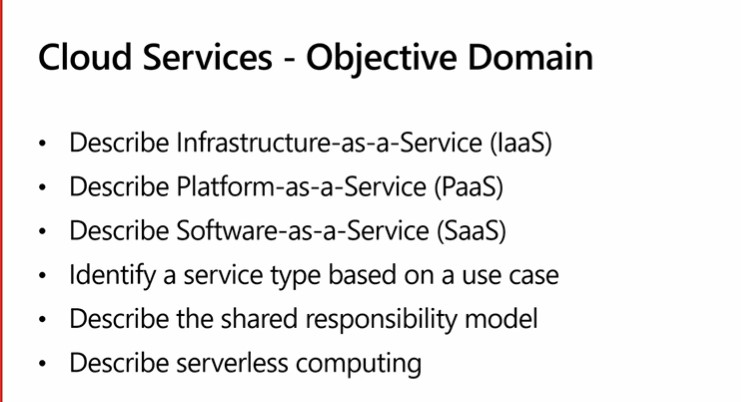 Cloud Services - Objective Domain
• Describe Infrastructure-as-a-Service (IaaS)
• Describe Platform-as-a-Service (PaaS)
• Describe Software-as-a-Service (SaaS)
• Identify a service type based on a use case
• Describe the shared responsibility model
• Describe serverless computing